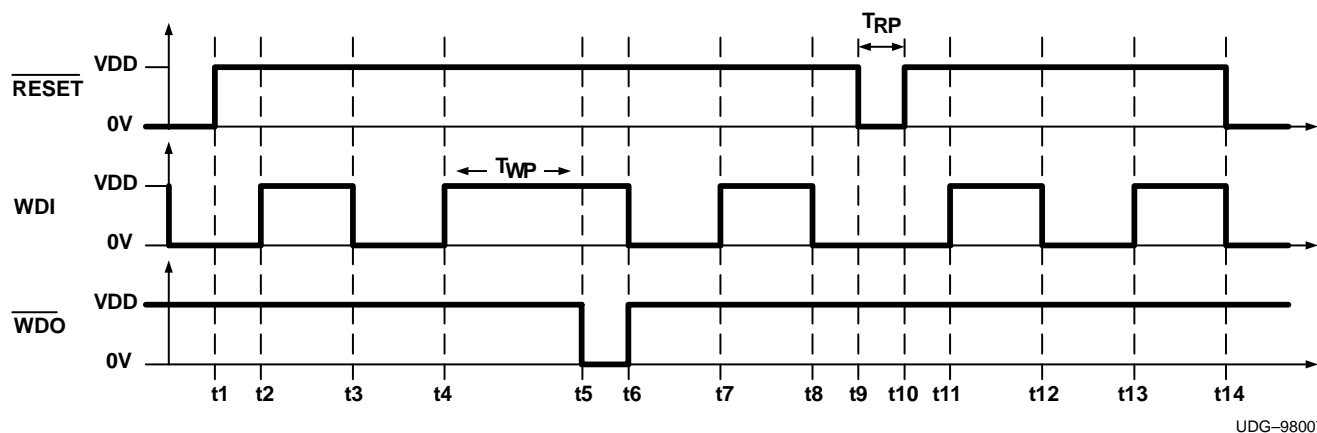 TRP
VDD
RESET
0V
TWP
VDD
WDI
0V
VDD
WDO
0V
t1 t2 t3 t4 t5 t6 t7 t8 t9 t10 t11 t12 t13 t14
UDG–98007